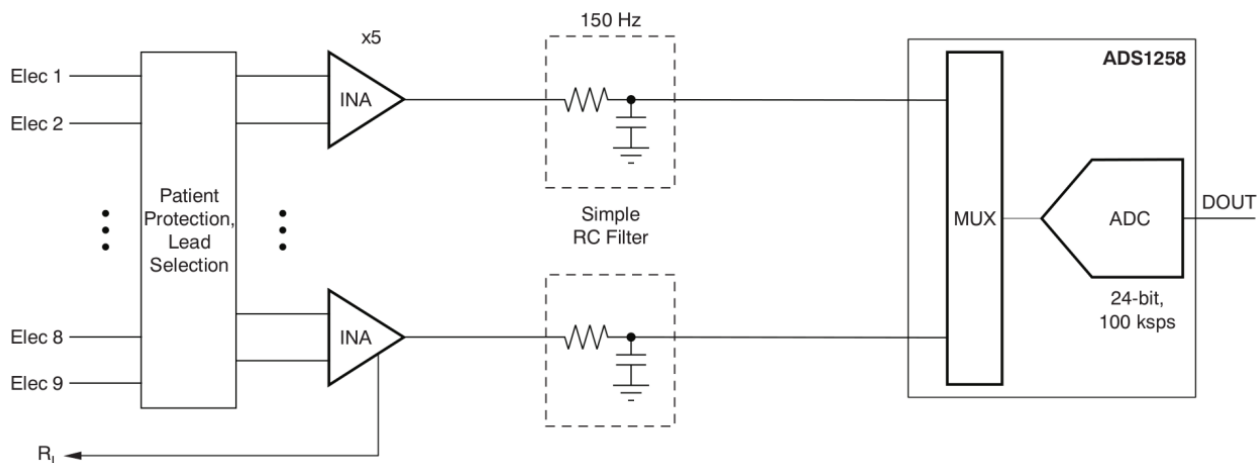 150 Hz
x5
ADS1258
Elec 1
INA
Elec 2
Patient
Protection,
Lead
Selection
Simple
RC Filter
MUX
ADC
DOUT
24-bit,
100 ksps
Elec 8
INA
Elec 9
RL